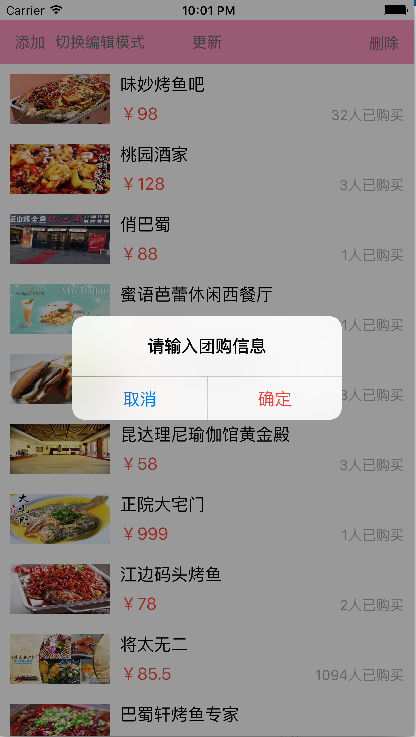 Carrier 10:01 PM
添加 切换编辑模式 更新 删除
味妙烤鱼吧
￥98 32人已购买
桃园酒家
￥128 3人已购买
俏巴蜀
￥88 1人已购买
蜜语芭蕾休闲西餐厅
1人已购买
请输入团购信息
3人已购买
取消 确定
昆达理尼瑜伽馆黄金殿
￥58 3人已购买
正院大宅门
￥999 1人已购买
江边码头烤鱼
￥78 2人已购买
将太无二
￥85.5 1094人已购买
巴蜀轩烤鱼专家